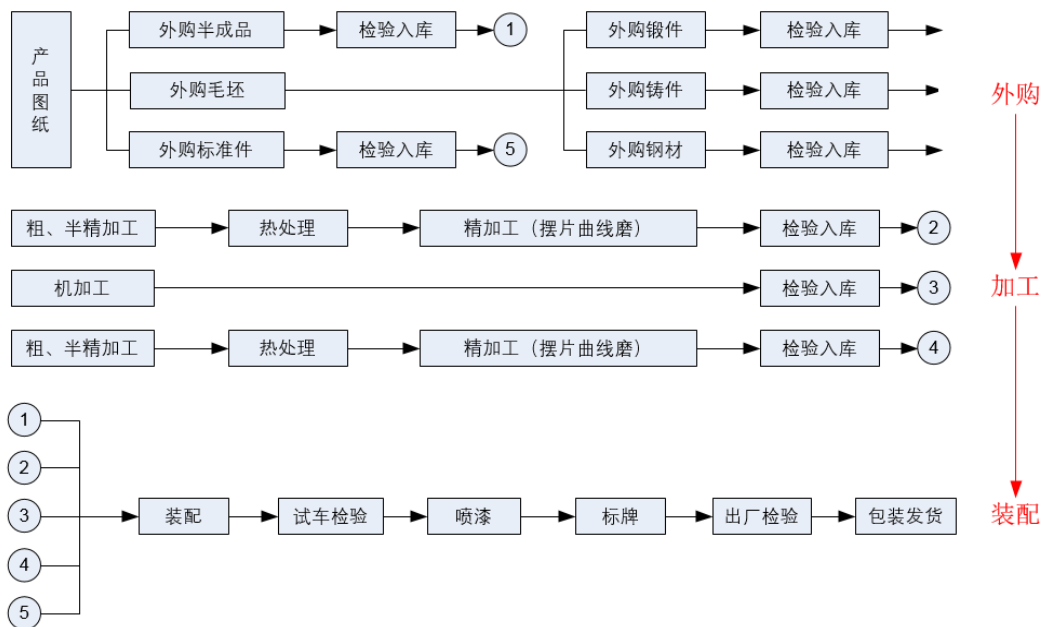 产品图纸
外购半成品
检验入库
1
外购锻件
检验入库
外购毛坯
外购铸件
检验入库
外购
外购标准件
检验入库
5
外购钢材
检验入库
粗、半精加工
热处理
精加工（摆片曲线磨）
检验入库
2
机加工
检验入库
3
加工
粗、半精加工
热处理
精加工（摆片曲线磨）
检验入库
4
1
2
3
装配
试车检验
喷漆
标牌
出厂检验
包装发货
装配
4
5